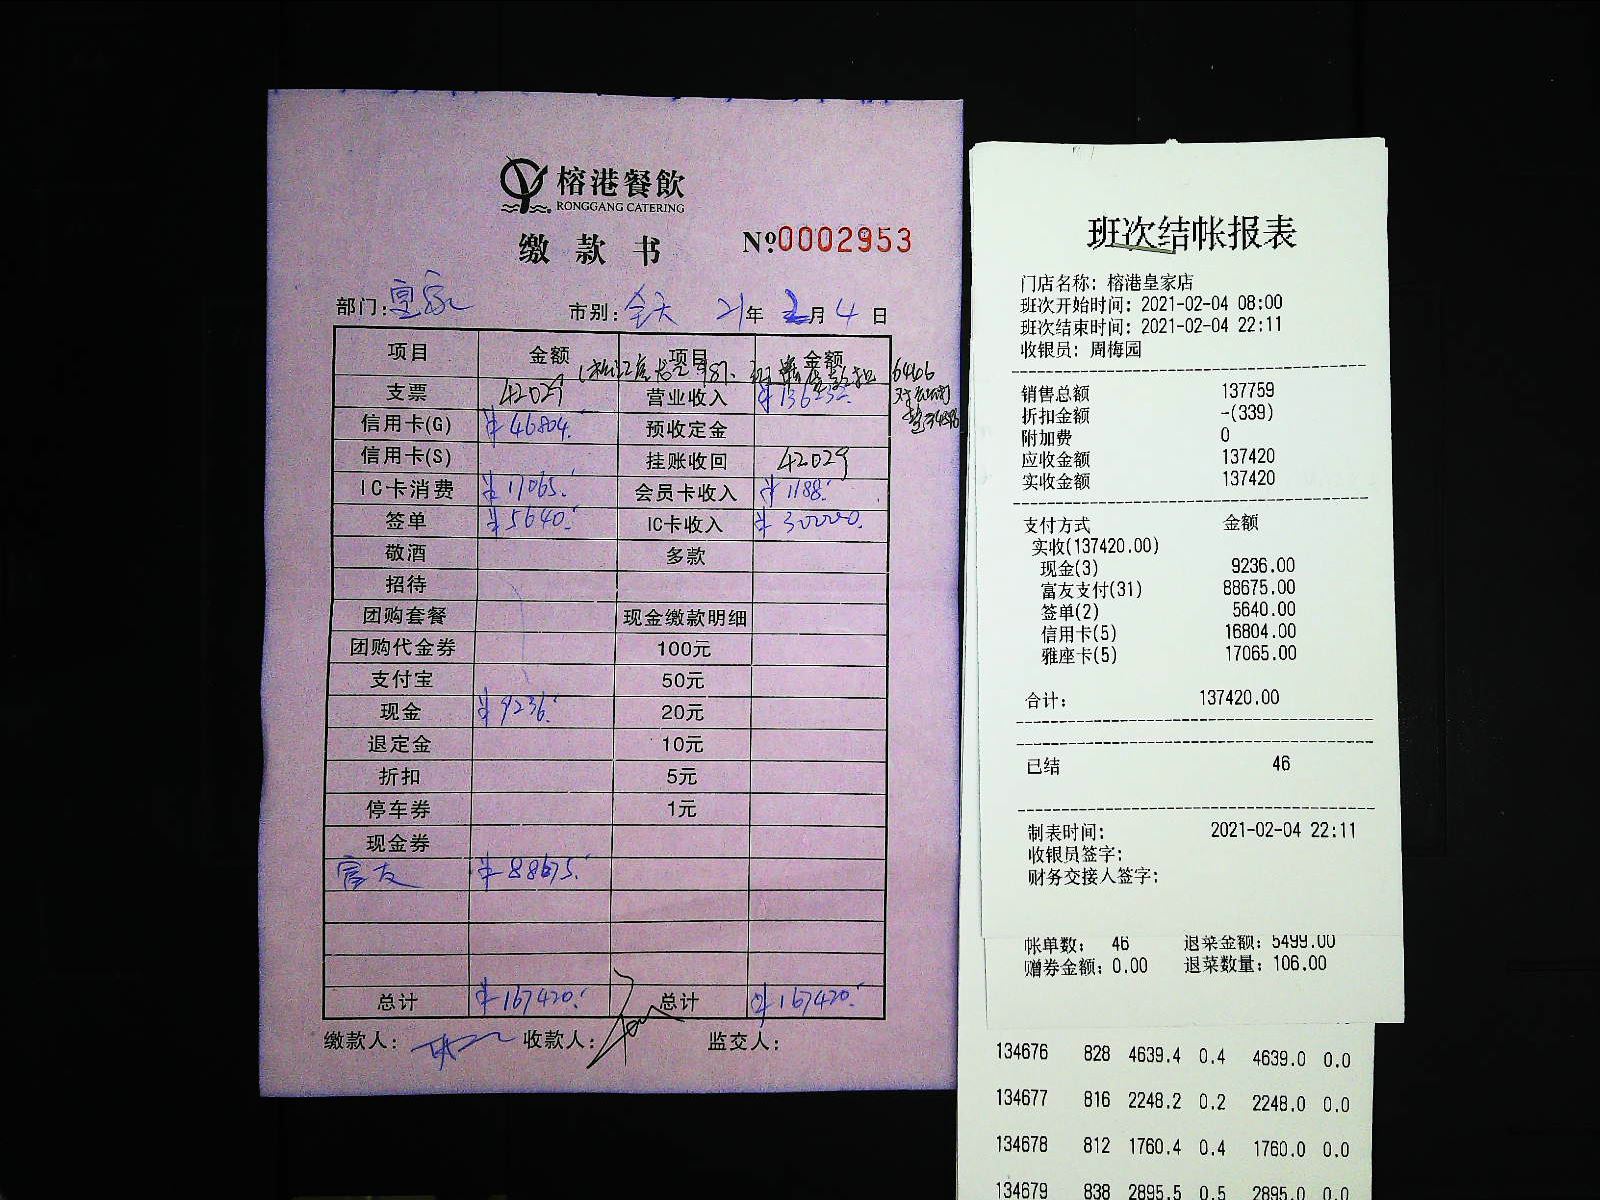 榕港餐飲
RONGGANG CATERING
缴款书 №0002953
部门:皇家 市别:全天 21年2月4日
项目 金额 项目 金额
6446
支票 42029 营业收入 ¥136232.
信用卡(G) ¥46804. 预收定金
信用卡(S) 挂账收回 42029
IC卡消费 ¥17065. 会员卡收入 ¥1188.
签单 ¥5640. IC卡收入 ¥30000.
敬酒 多款
招待
团购套餐 现金缴款明细
团购代金券 100元
支付宝 50元
现金 ¥9236. 20元
退定金 10元
折扣 5元
停车券 1元
现金券
富友 ¥88675.
总计 ¥167420. 总计 ¥167420.
缴款人: 收款人: 监交人:
班次结帐报表
门店名称: 榕港皇家店
班次开始时间: 2021-02-04 08:00
班次结束时间: 2021-02-04 22:11
收银员: 周梅园
销售总额 137759
折扣金额 -(339)
附加费 0
应收金额 137420
实收金额 137420
支付方式 金额
实收(137420.00)
现金(3) 9236.00
富友支付(31) 88675.00
签单(2) 5640.00
信用卡(5) 16804.00
雅座卡(5) 17065.00
合计: 137420.00
已结 46
制表时间: 2021-02-04 22:11
收银员签字:
财务交接人签字:
帐单数: 46 退菜金额: 5499.00
赠券金额: 0.00 退菜数量: 106.00
134676 828 4639.4 0.4 4639.0 0.0
134677 816 2248.2 0.2 2248.0 0.0
134678 812 1760.4 0.4 1760.0 0.0
134679 838 2895.5 0.5 2895.0 0.0